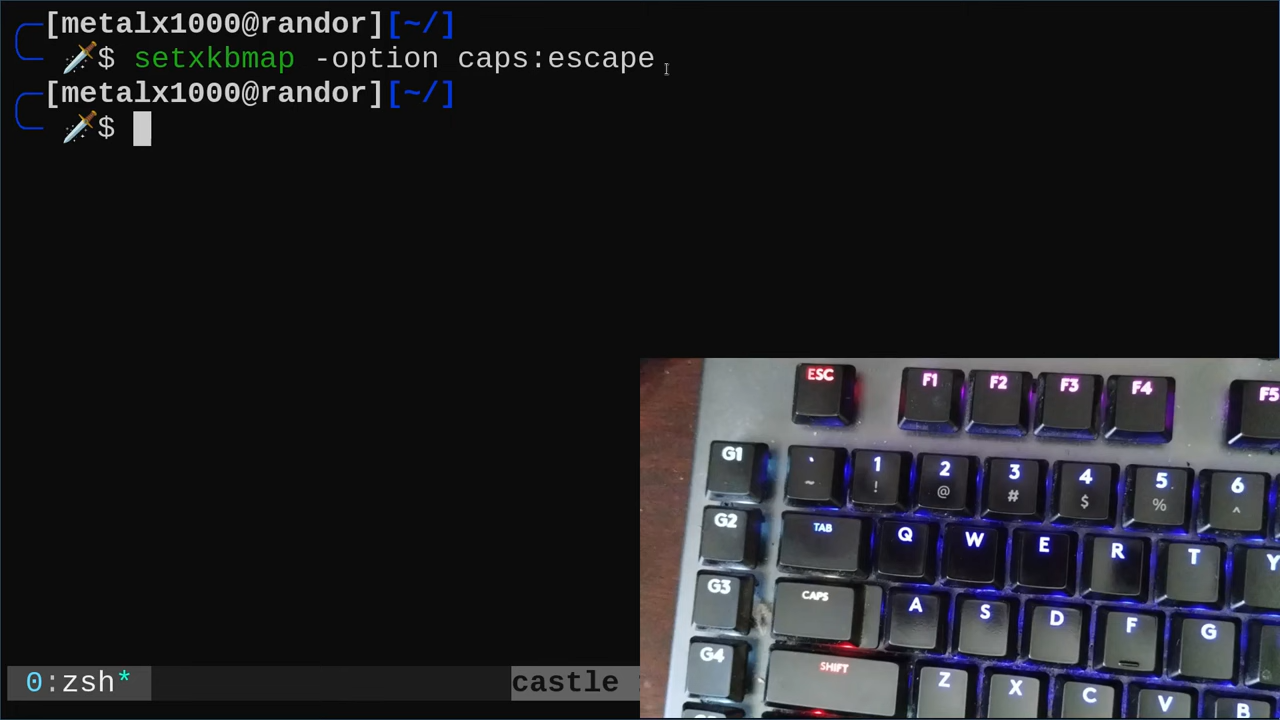 [metalx1000@randor][~/]
$ setxkbmap -option caps:escape
[metalx1000@randor][~/]
$
0:zsh* castle
ESC F1 F2 F3 F4 F5
G1 ` ~ 1 ! 2 @ 3 # 4 $ 5 % 6 ^
G2 TAB Q W E R T Y
G3 CAPS A S D F G
G4 SHIFT Z X C V B